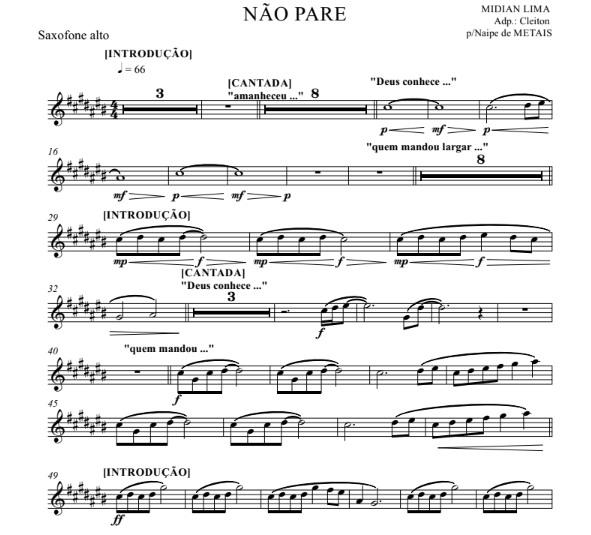 NÃO PARE
MIDIAN LIMA
Adp.: Cleiton
p/Naipe de METAIS
Saxofone alto
[INTRODUÇÃO]
♩ = 66
[CANTADA]
"amanheceu ..."
"Deus conhece ..."
3
8
4
4
p mf p
"quem mandou largar ..."
16
8
mf p mf p
[INTRODUÇÃO]
29
mp f mp f mp f
[CANTADA]
"Deus conhece ..."
32
3
f
"quem mandou ..."
40
f
45
[INTRODUÇÃO]
49
ff